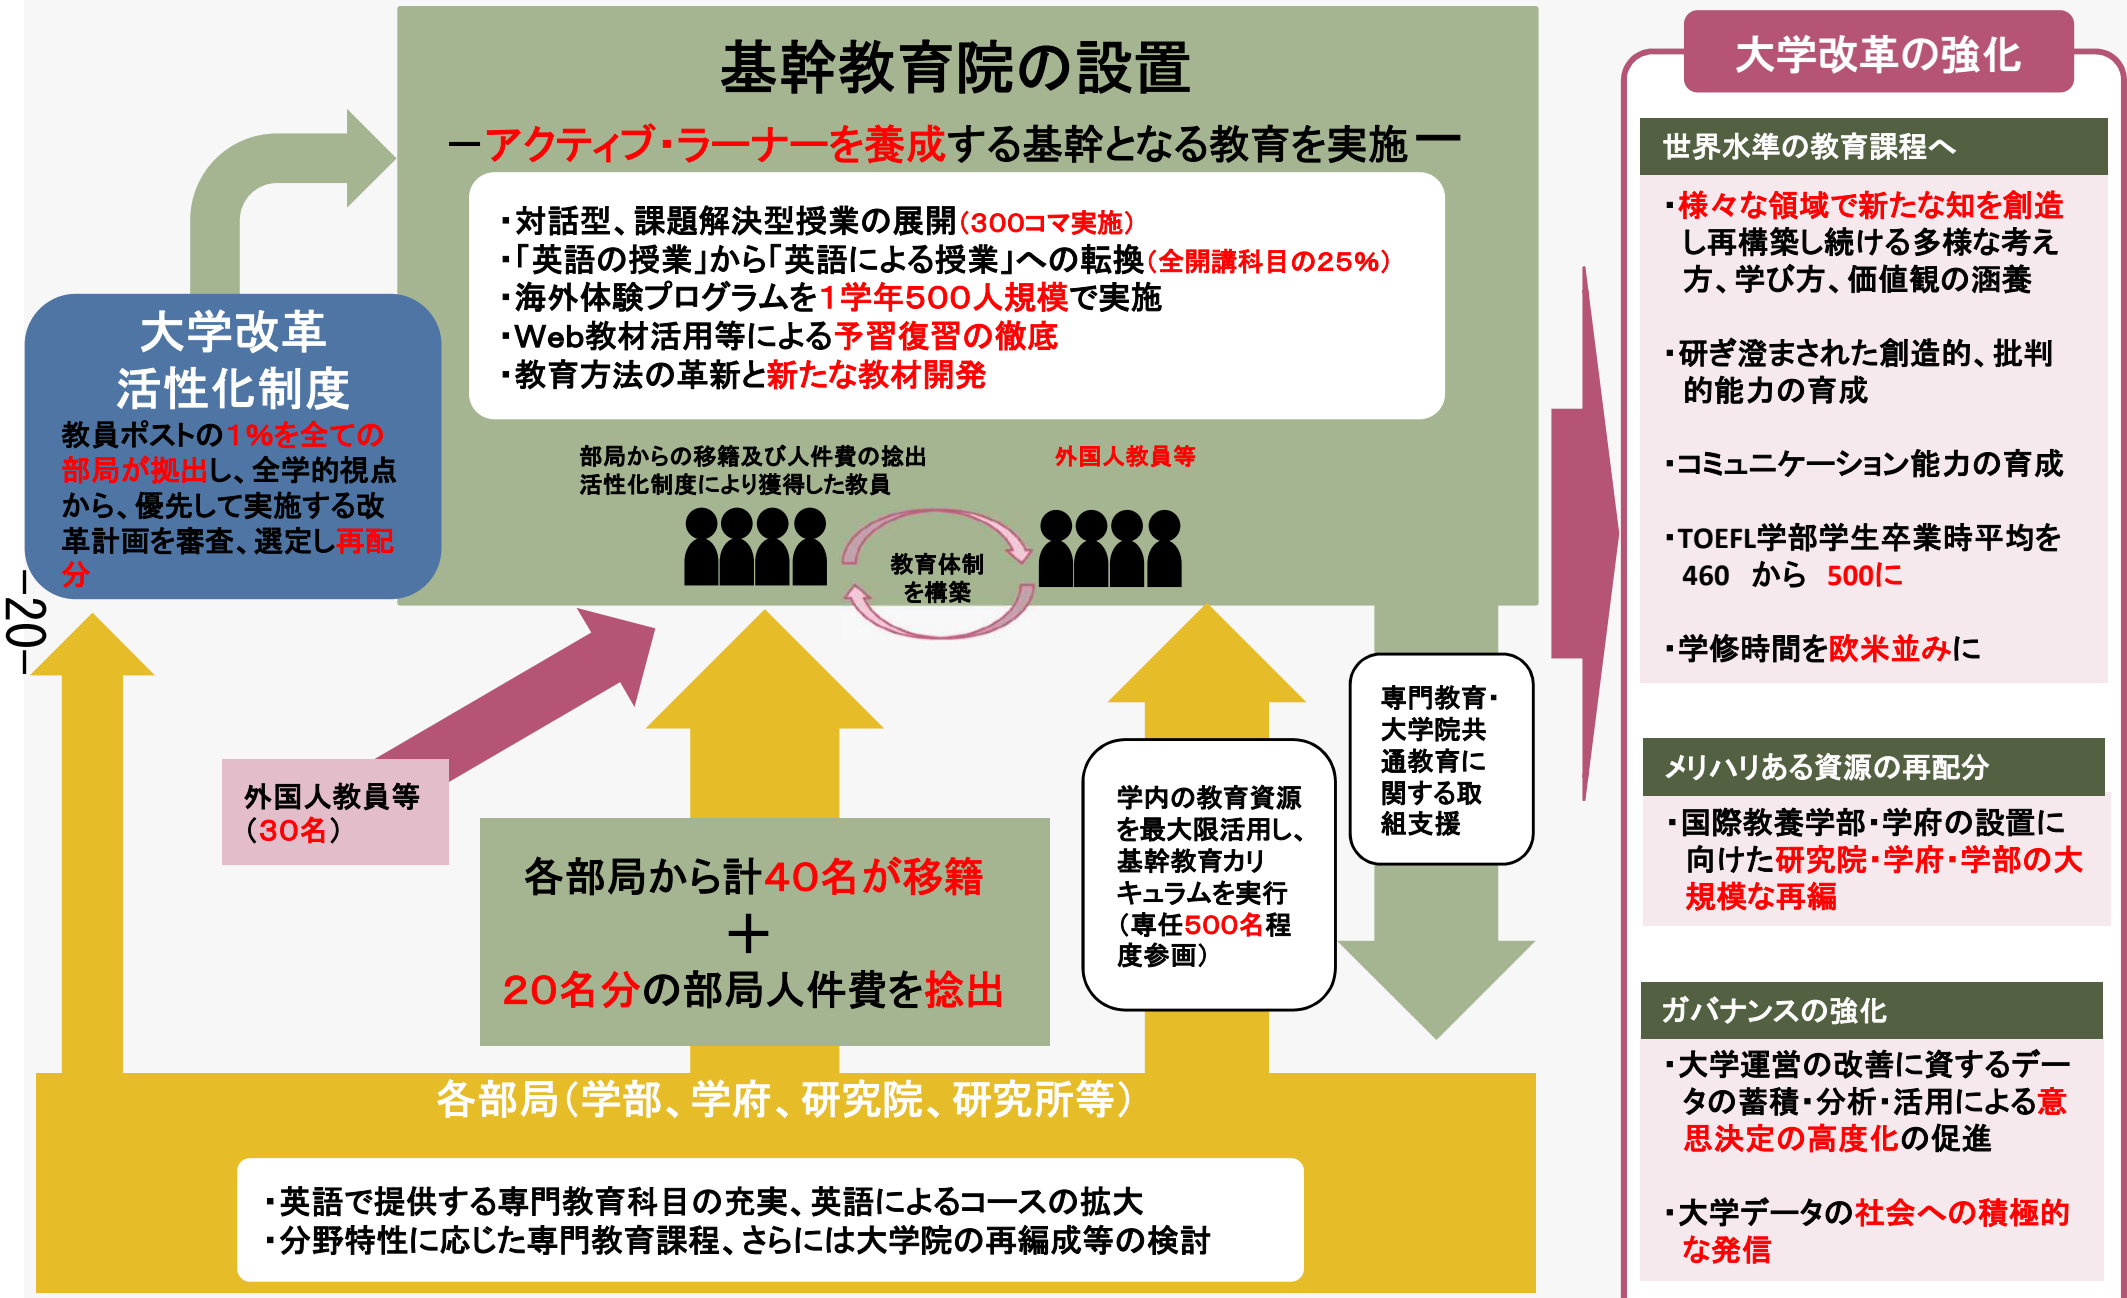 基幹教育院の設置
－アクティブ・ラーナーを養成する基幹となる教育を実施－
・対話型、課題解決型授業の展開（300コマ実施）
・「英語の授業」から「英語による授業」への転換（全開講科目の25％）
・海外体験プログラムを1学年500人規模で実施
・Web教材活用等による予習復習の徹底
・教育方法の革新と新たな教材開発
部局からの移籍及び人件費の捻出
活性化制度により獲得した教員
外国人教員等
教育体制
を構築
大学改革
活性化制度
教員ポストの1％を全ての
部局が拠出し、全学的視点
から、優先して実施する改
革計画を審査、選定し再配
分
－20－
外国人教員等
（30名）
各部局から計40名が移籍
＋
20名分の部局人件費を捻出
学内の教育資源
を最大限活用し、
基幹教育カリ
キュラムを実行
（専任500名程
度参画）
専門教育・
大学院共
通教育に
関する取
組支援
各部局（学部、学府、研究院、研究所等）
・英語で提供する専門教育科目の充実、英語によるコースの拡大
・分野特性に応じた専門教育課程、さらには大学院の再編成等の検討
大学改革の強化
世界水準の教育課程へ
・様々な領域で新たな知を創造
し再構築し続ける多様な考え
方、学び方、価値観の涵養
・研ぎ澄まされた創造的、批判
的能力の育成
・コミュニケーション能力の育成
・TOEFL学部学生卒業時平均を
460　から　500に
・学修時間を欧米並みに
メリハリある資源の再配分
・国際教養学部・学府の設置に
向けた研究院・学府・学部の大
規模な再編
ガバナンスの強化
・大学運営の改善に資するデー
タの蓄積・分析・活用による意
思決定の高度化の促進
・大学データの社会への積極的
な発信